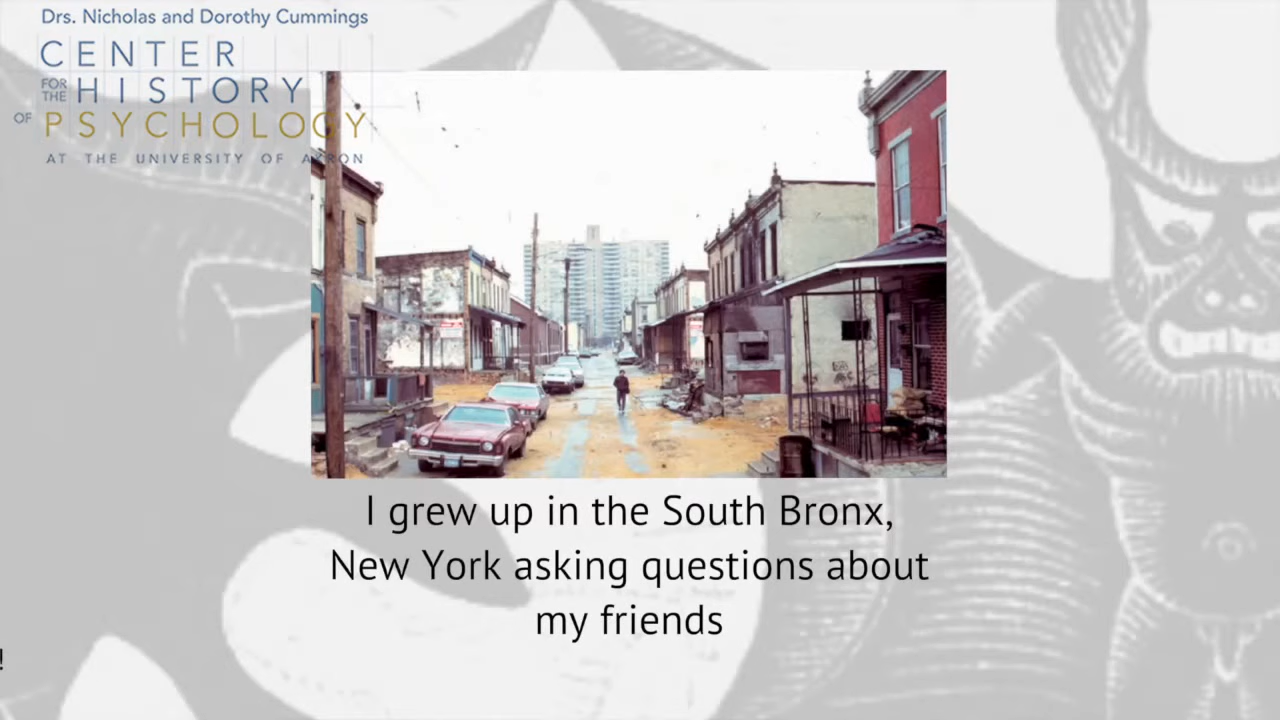 Drs. Nicholas and Dorothy Cummings
CENTER
FOR THE HISTORY
OF PSYCHOLOGY
AT THE UNIVERSITY OF AKRON
I grew up in the South Bronx,
New York asking questions about
my friends
!